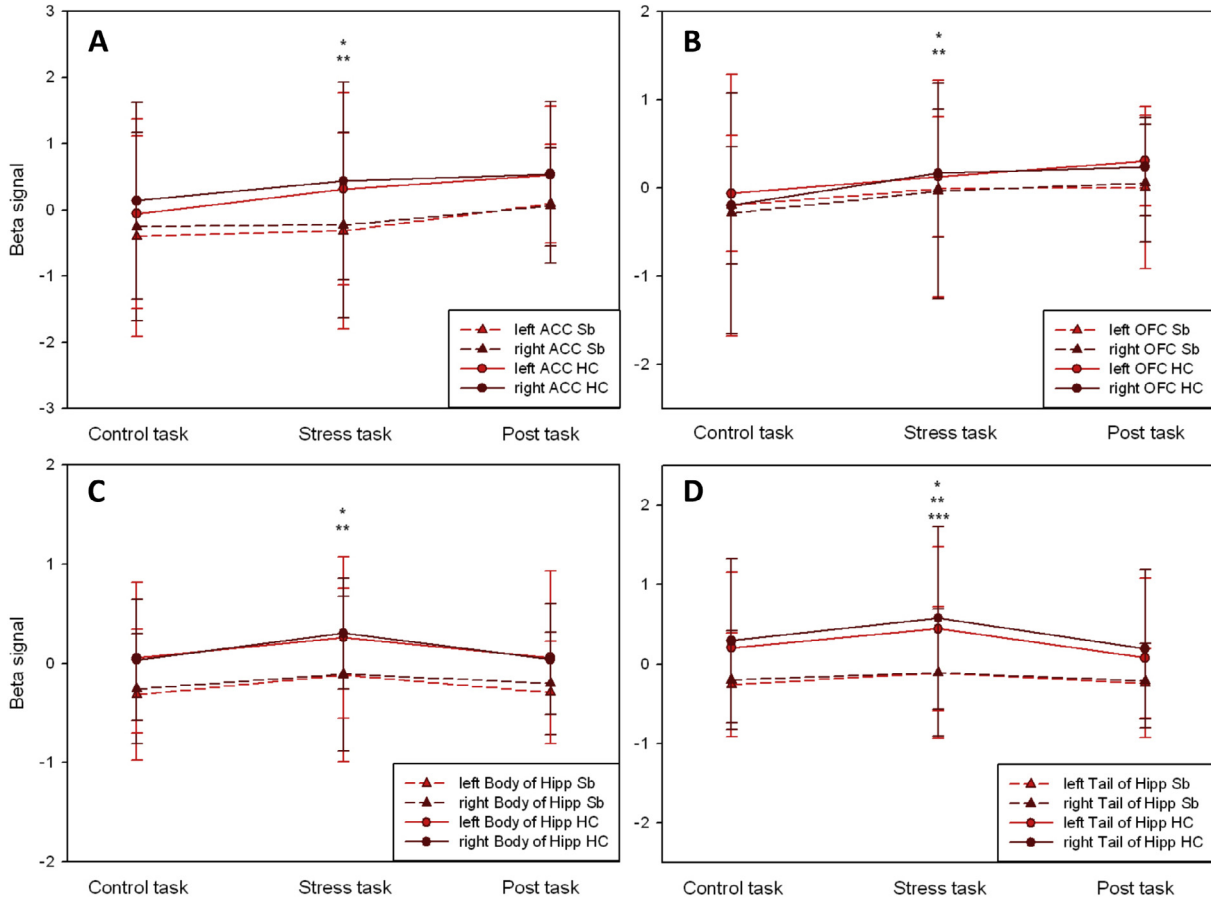 A
*
**
3
2
1
0
-1
-2
-3
Beta signal
left ACC Sb
right ACC Sb
left ACC HC
right ACC HC
Control task Stress task Post task
B
*
**
2
1
0
-1
-2
left OFC Sb
right OFC Sb
left OFC HC
right OFC HC
Control task Stress task Post task
C
*
**
2
1
0
-1
-2
Beta signal
left Body of Hipp Sb
right Body of Hipp Sb
left Body of Hipp HC
right Body of Hipp HC
Control task Stress task Post task
D
*
**
***
2
1
0
-1
-2
left Tail of Hipp Sb
right Tail of Hipp Sb
left Tail of Hipp HC
right Tail of Hipp HC
Control task Stress task Post task